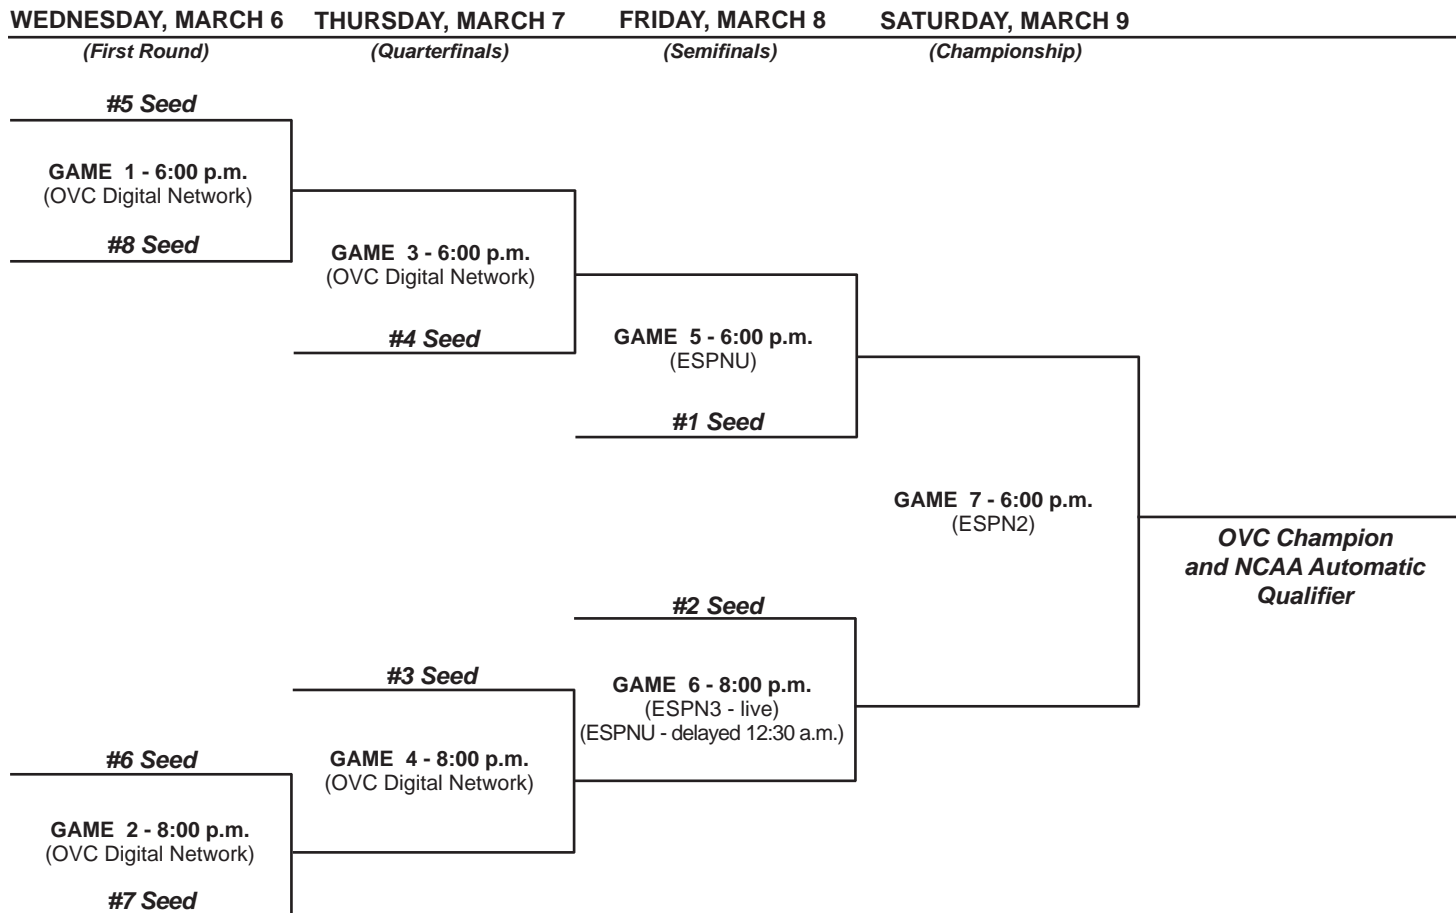 WEDNESDAY, MARCH 6
(First Round)
THURSDAY, MARCH 7
(Quarterfinals)
FRIDAY, MARCH 8
(Semifinals)
SATURDAY, MARCH 9
(Championship)
#5 Seed
GAME 1 - 6:00 p.m.
(OVC Digital Network)
#8 Seed
GAME 3 - 6:00 p.m.
(OVC Digital Network)
#4 Seed
GAME 5 - 6:00 p.m.
(ESPNU)
#1 Seed
GAME 7 - 6:00 p.m.
(ESPN2)
OVC Champion
and NCAA Automatic
Qualifier
#2 Seed
GAME 6 - 8:00 p.m.
(ESPN3 - live)
(ESPNU - delayed 12:30 a.m.)
#3 Seed
GAME 4 - 8:00 p.m.
(OVC Digital Network)
#6 Seed
GAME 2 - 8:00 p.m.
(OVC Digital Network)
#7 Seed